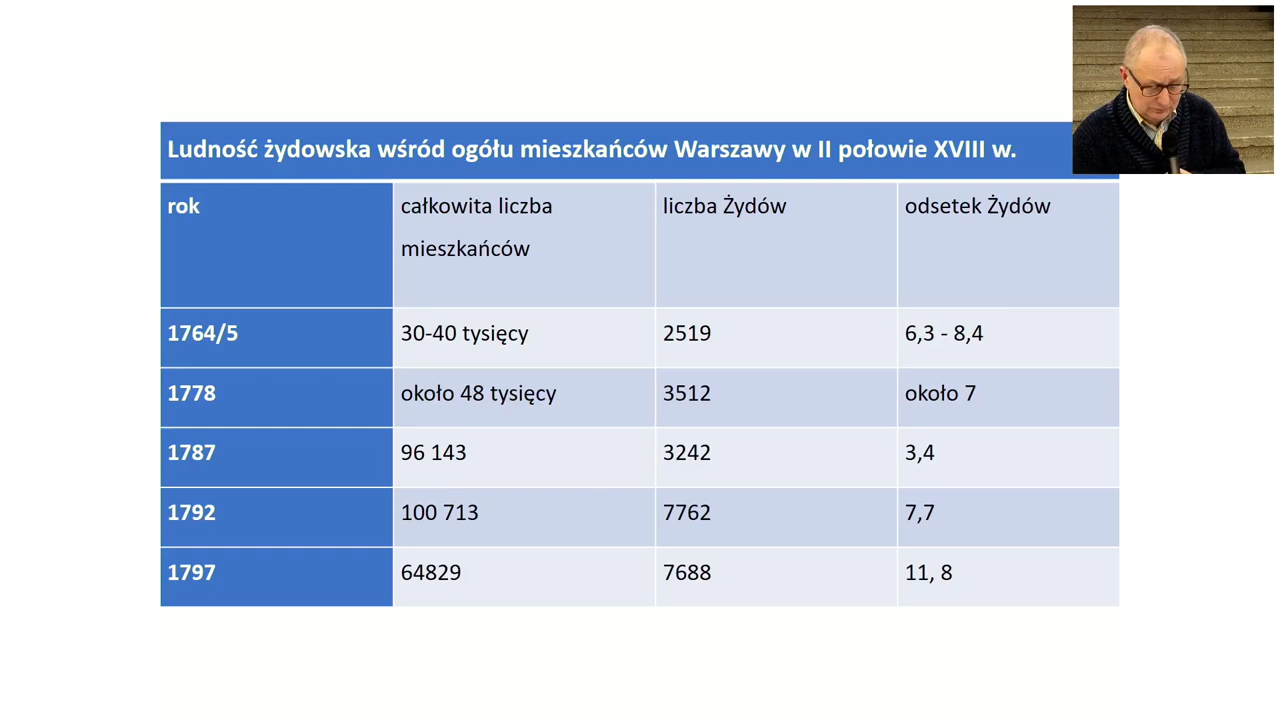 Ludność żydowska wśród ogółu mieszkańców Warszawy w II połowie XVIII w.
rok całkowita liczba mieszkańców liczba Żydów odsetek Żydów
1764/5 30-40 tysięcy 2519 6,3 - 8,4
1778 około 48 tysięcy 3512 około 7
1787 96 143 3242 3,4
1792 100 713 7762 7,7
1797 64829 7688 11, 8